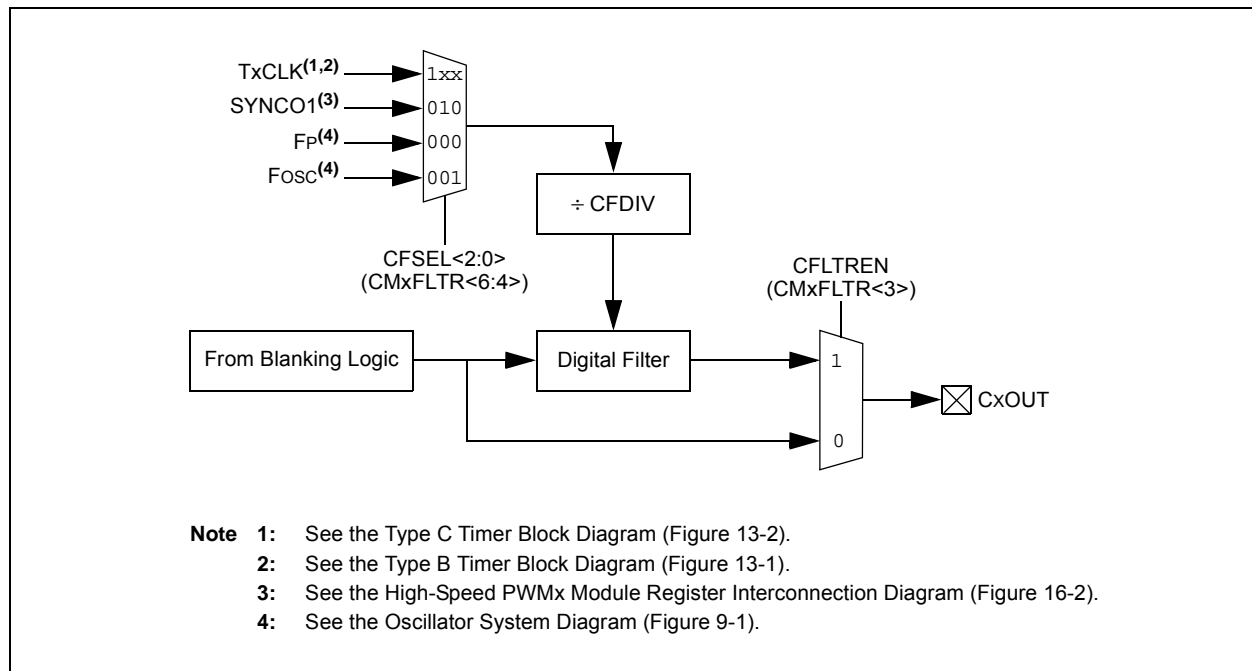 TxCLK(1,2)
1xx
SYNCO1(3)
010
FP(4)
000
FOSC(4)
001
÷ CFDIV
CFSEL<2:0>
(CMxFLTR<6:4>)
CFLTREN
(CMxFLTR<3>)
From Blanking Logic
Digital Filter
1
CxOUT
0
Note 1: See the Type C Timer Block Diagram (Figure 13-2).
2: See the Type B Timer Block Diagram (Figure 13-1).
3: See the High-Speed PWMx Module Register Interconnection Diagram (Figure 16-2).
4: See the Oscillator System Diagram (Figure 9-1).